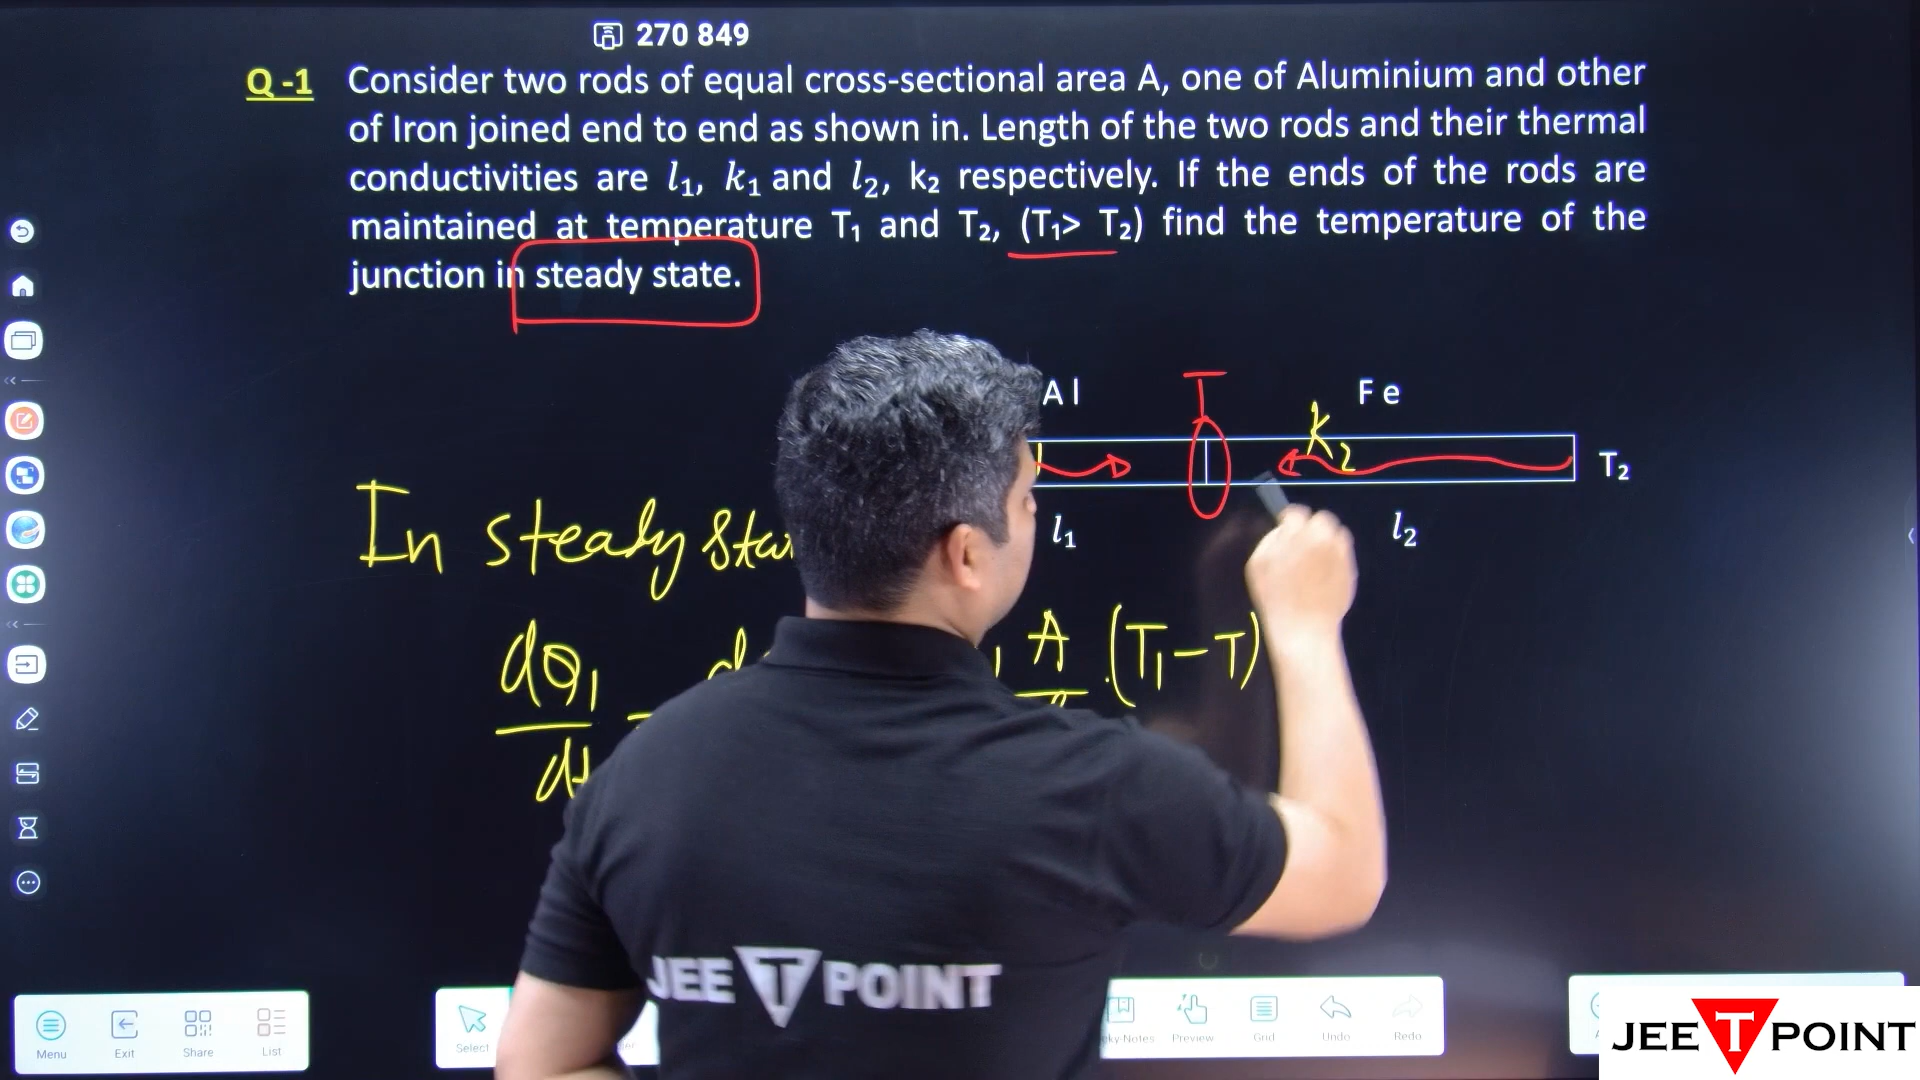 270 849
Q -1 Consider two rods of equal cross-sectional area A, one of Aluminium and other
of Iron joined end to end as shown in. Length of the two rods and their thermal
conductivities are l₁, k₁ and l₂, k₂ respectively. If the ends of the rods are
maintained at temperature T₁ and T₂, (T₁> T₂) find the temperature of the
junction in steady state.
Al T Fe
K₂
T₂
l₁ l₂
In steady
dQ₁ A .(T₁-T)
JEE T POINT
Menu Exit Share List Select Preview Grid Undo Redo
JEE T POINT